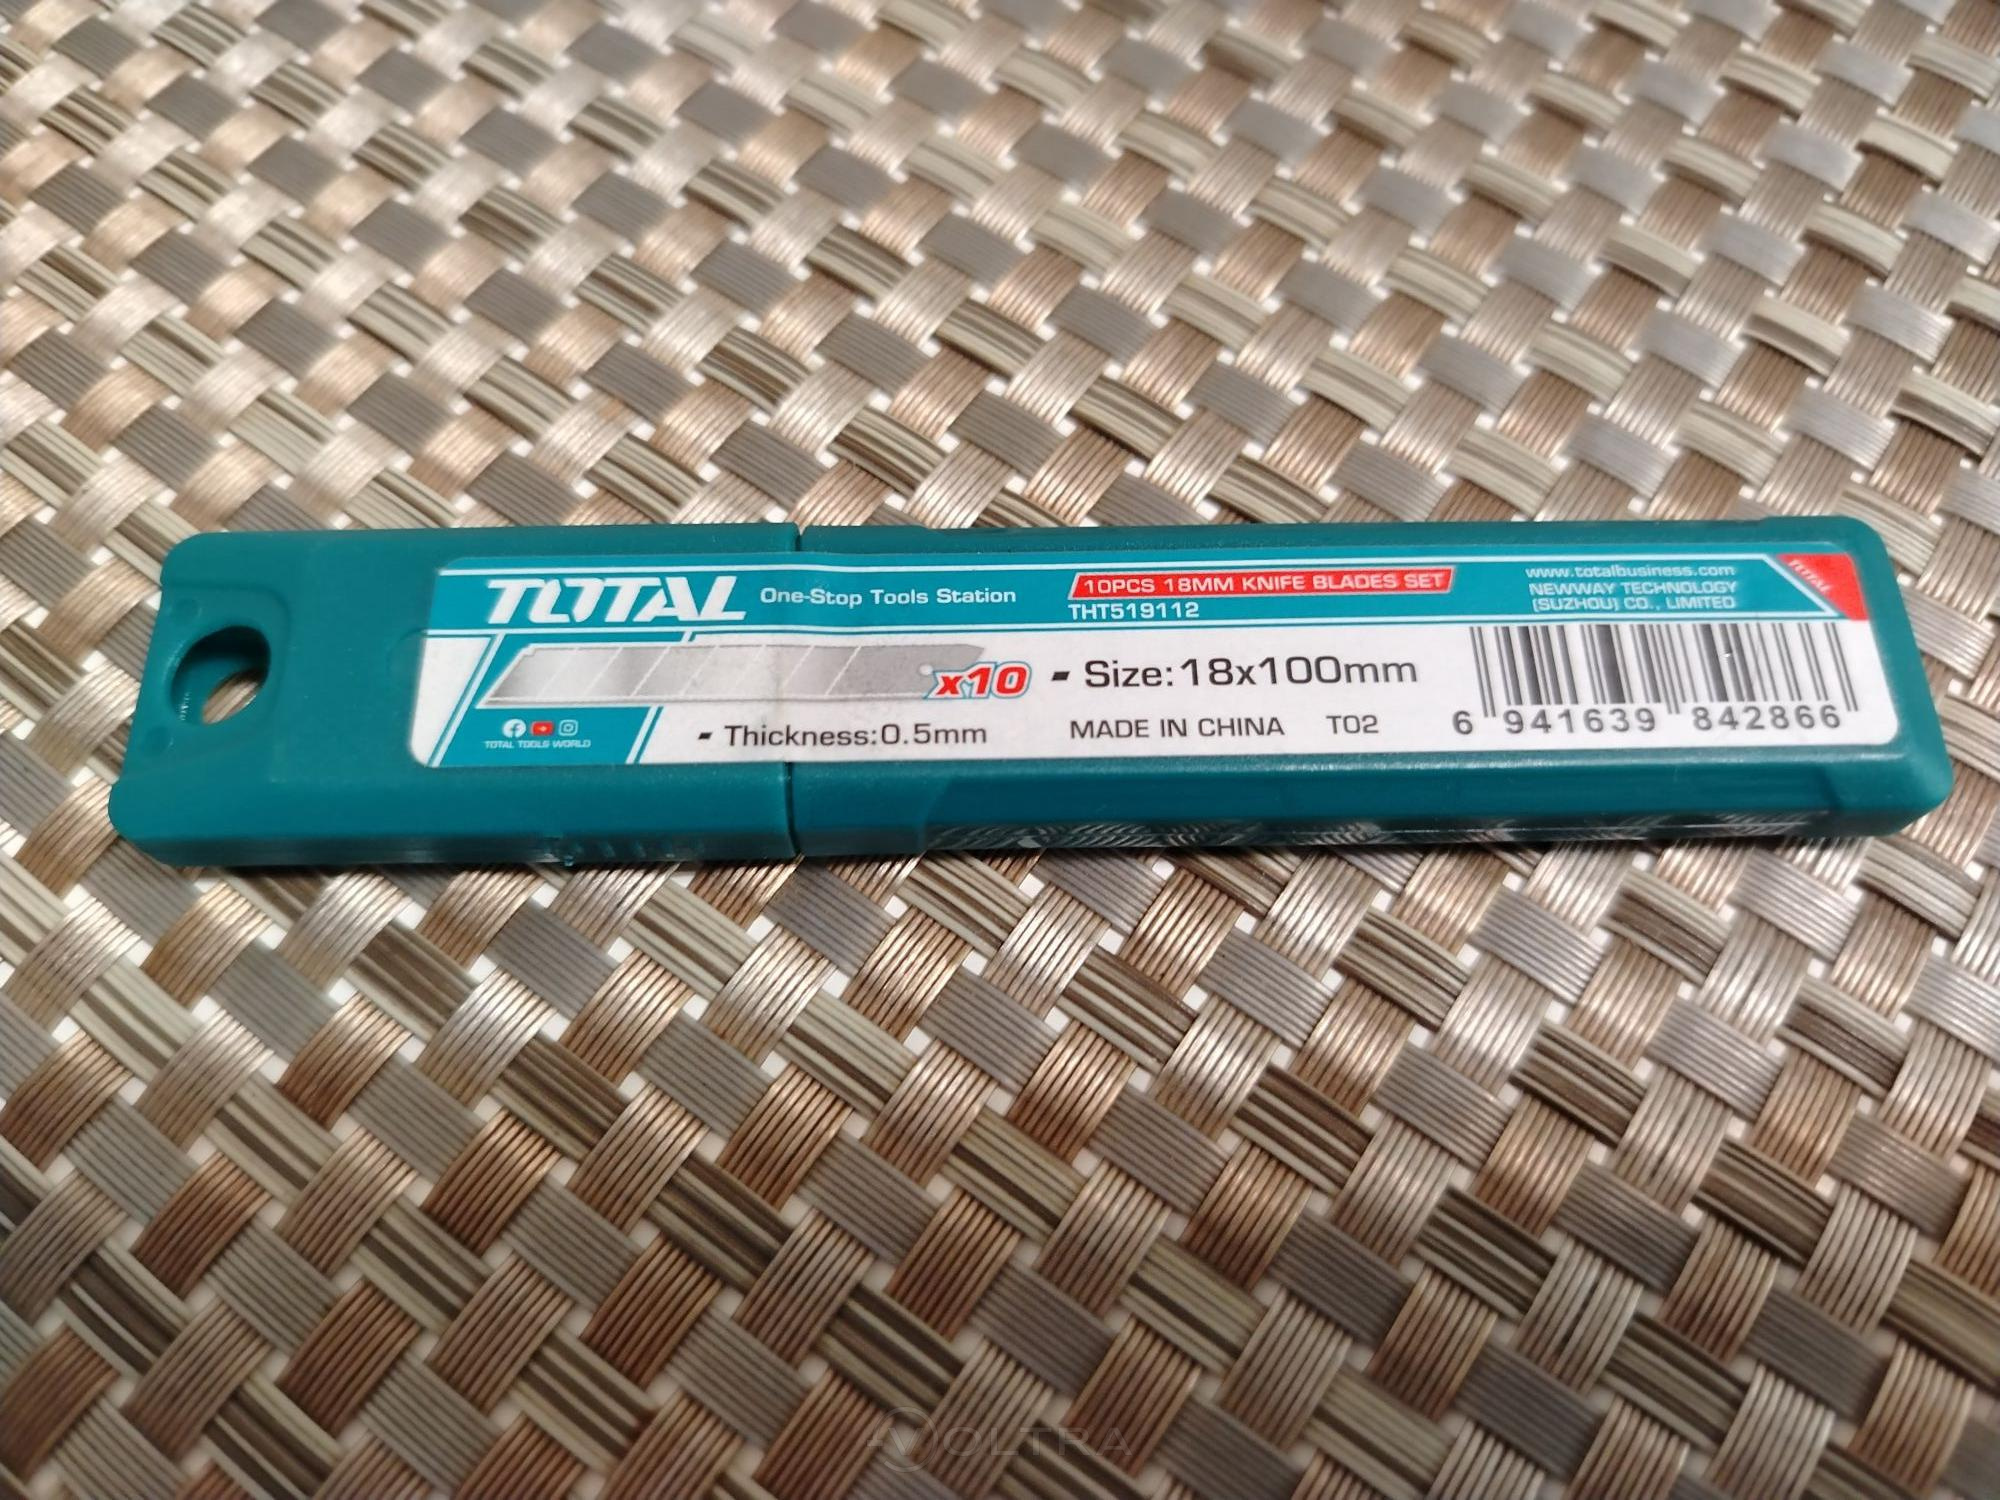 TOTAL One-Stop Tools Station
10PCS 18MM KNIFE BLADES SET
THT519112
www.totalbusiness.com
NEWWAY TECHNOLOGY
(SUZHOU) CO., LIMITED
TOTAL
x10
- Size:18x100mm
- Thickness:0.5mm
MADE IN CHINA T02
TOTAL TOOLS WORLD
6 941639 842866
VOLTRA